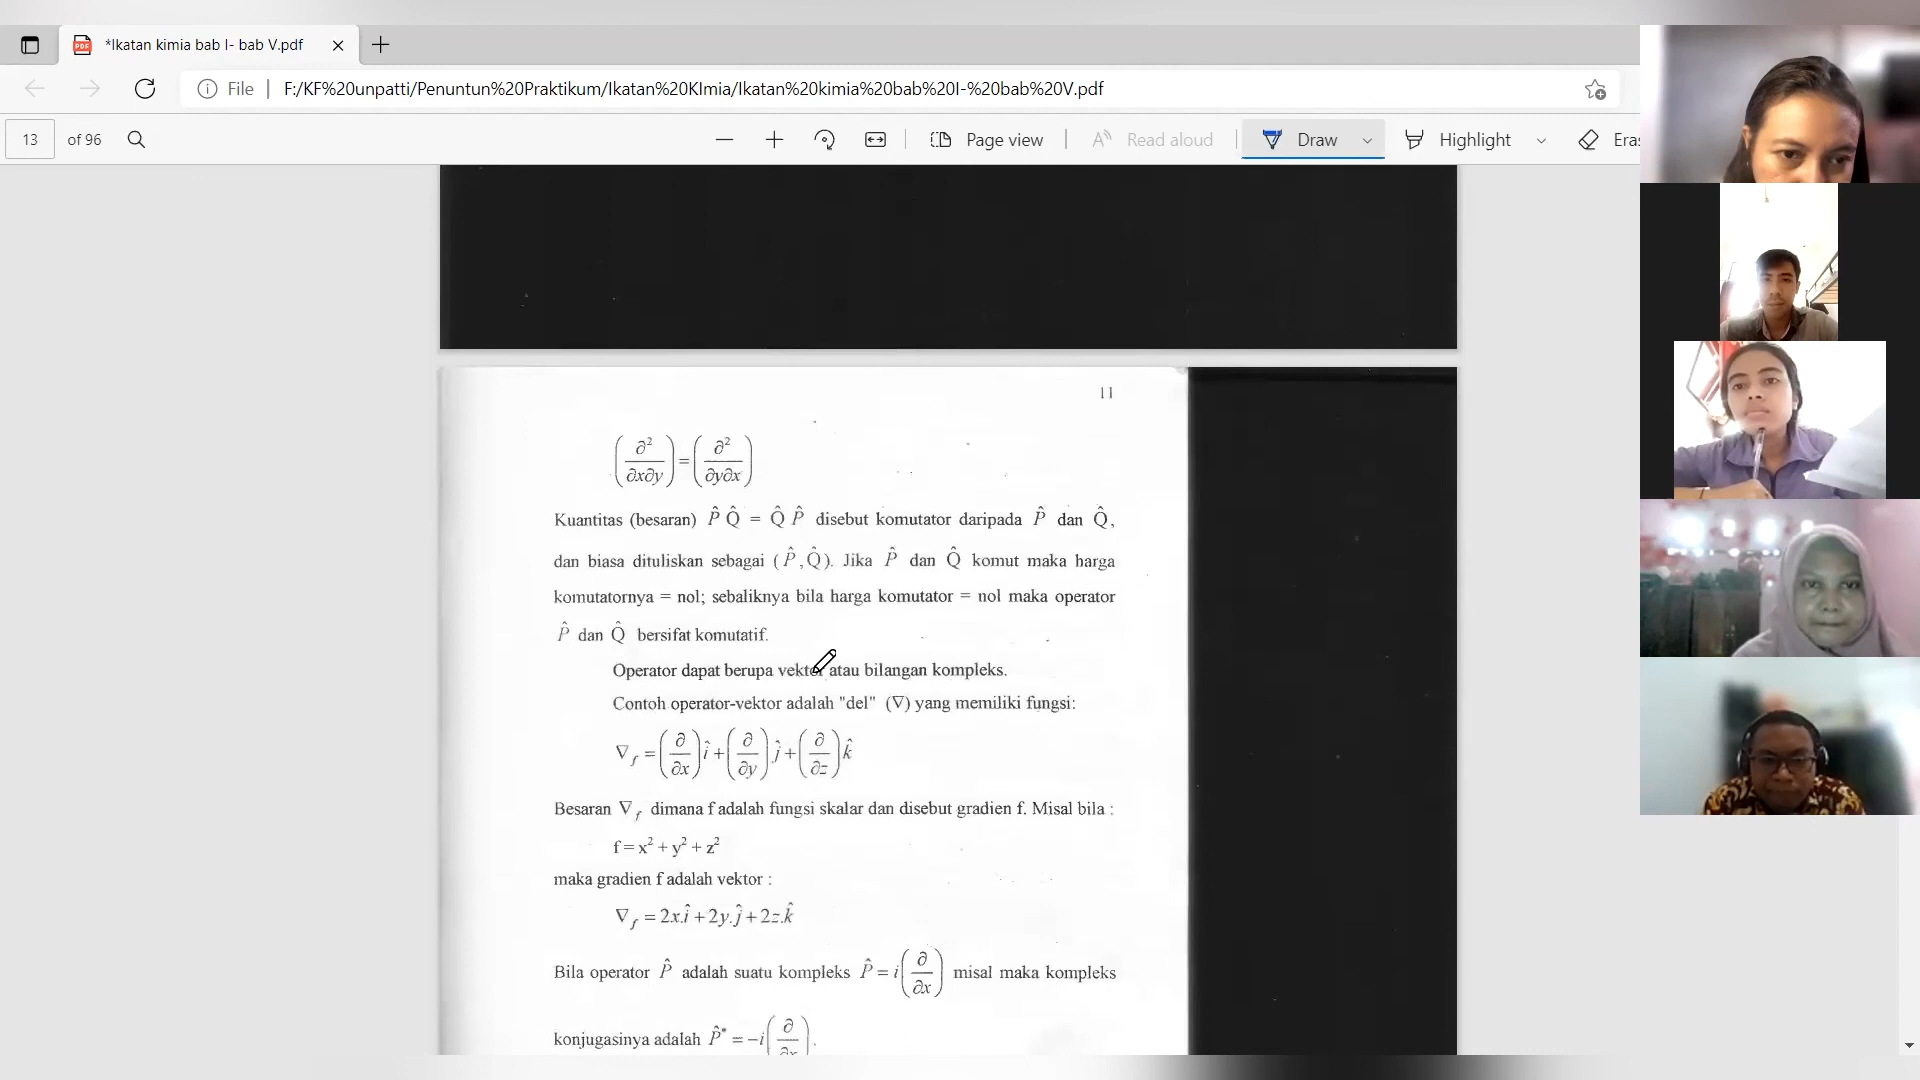 *Ikatan kimia bab I- bab V.pdf
File F:/KF%20unpatti/Penuntun%20Praktikum/Ikatan%20KImia/Ikatan%20kimia%20bab%20I-%20bab%20V.pdf
13 of 96 Page view Read aloud Draw Highlight Eras
11
(∂²/∂x∂y) = (∂²/∂y∂x)
Kuantitas (besaran) P̂ Q̂ = Q̂ P̂ disebut komutator daripada P̂ dan Q̂,
dan biasa dituliskan sebagai (P̂,Q̂). Jika P̂ dan Q̂ komut maka harga
komutatornya = nol; sebaliknya bila harga komutator = nol maka operator
P̂ dan Q̂ bersifat komutatif.
Operator dapat berupa vektor atau bilangan kompleks.
Contoh operator-vektor adalah "del" (∇) yang memiliki fungsi:
∇f = (∂/∂x) î + (∂/∂y) ĵ + (∂/∂z) k̂
Besaran ∇f dimana f adalah fungsi skalar dan disebut gradien f. Misal bila :
f = x² + y² + z²
maka gradien f adalah vektor :
∇f = 2x.î + 2y.ĵ + 2z.k̂
Bila operator P̂ adalah suatu kompleks P̂ = i(∂/∂x) misal maka kompleks
konjugasinya adalah P̂* = −i(∂/∂x).